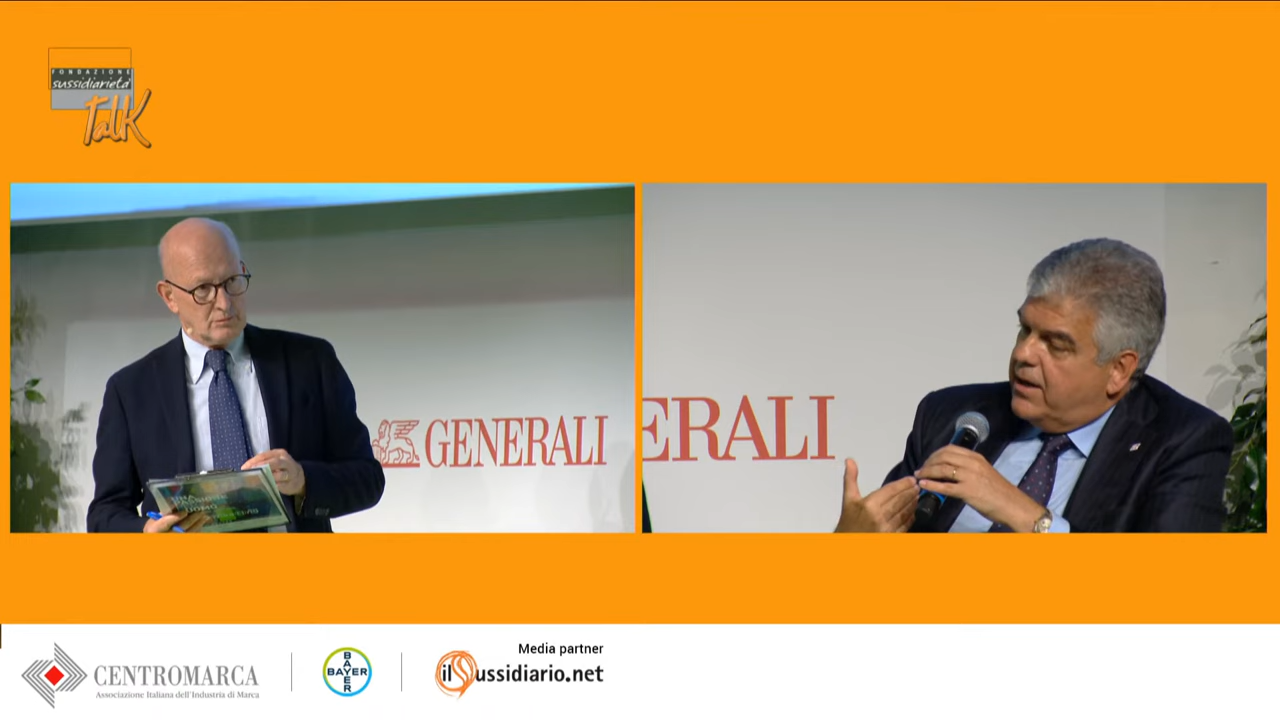 FONDAZIONE
sussidiarietà
Talk
GENERALI
ERALI
Media partner
CENTROMARCA
Associazione Italiana dell'Industria di Marca
BAYER
BAYER
ilSussidiario.net